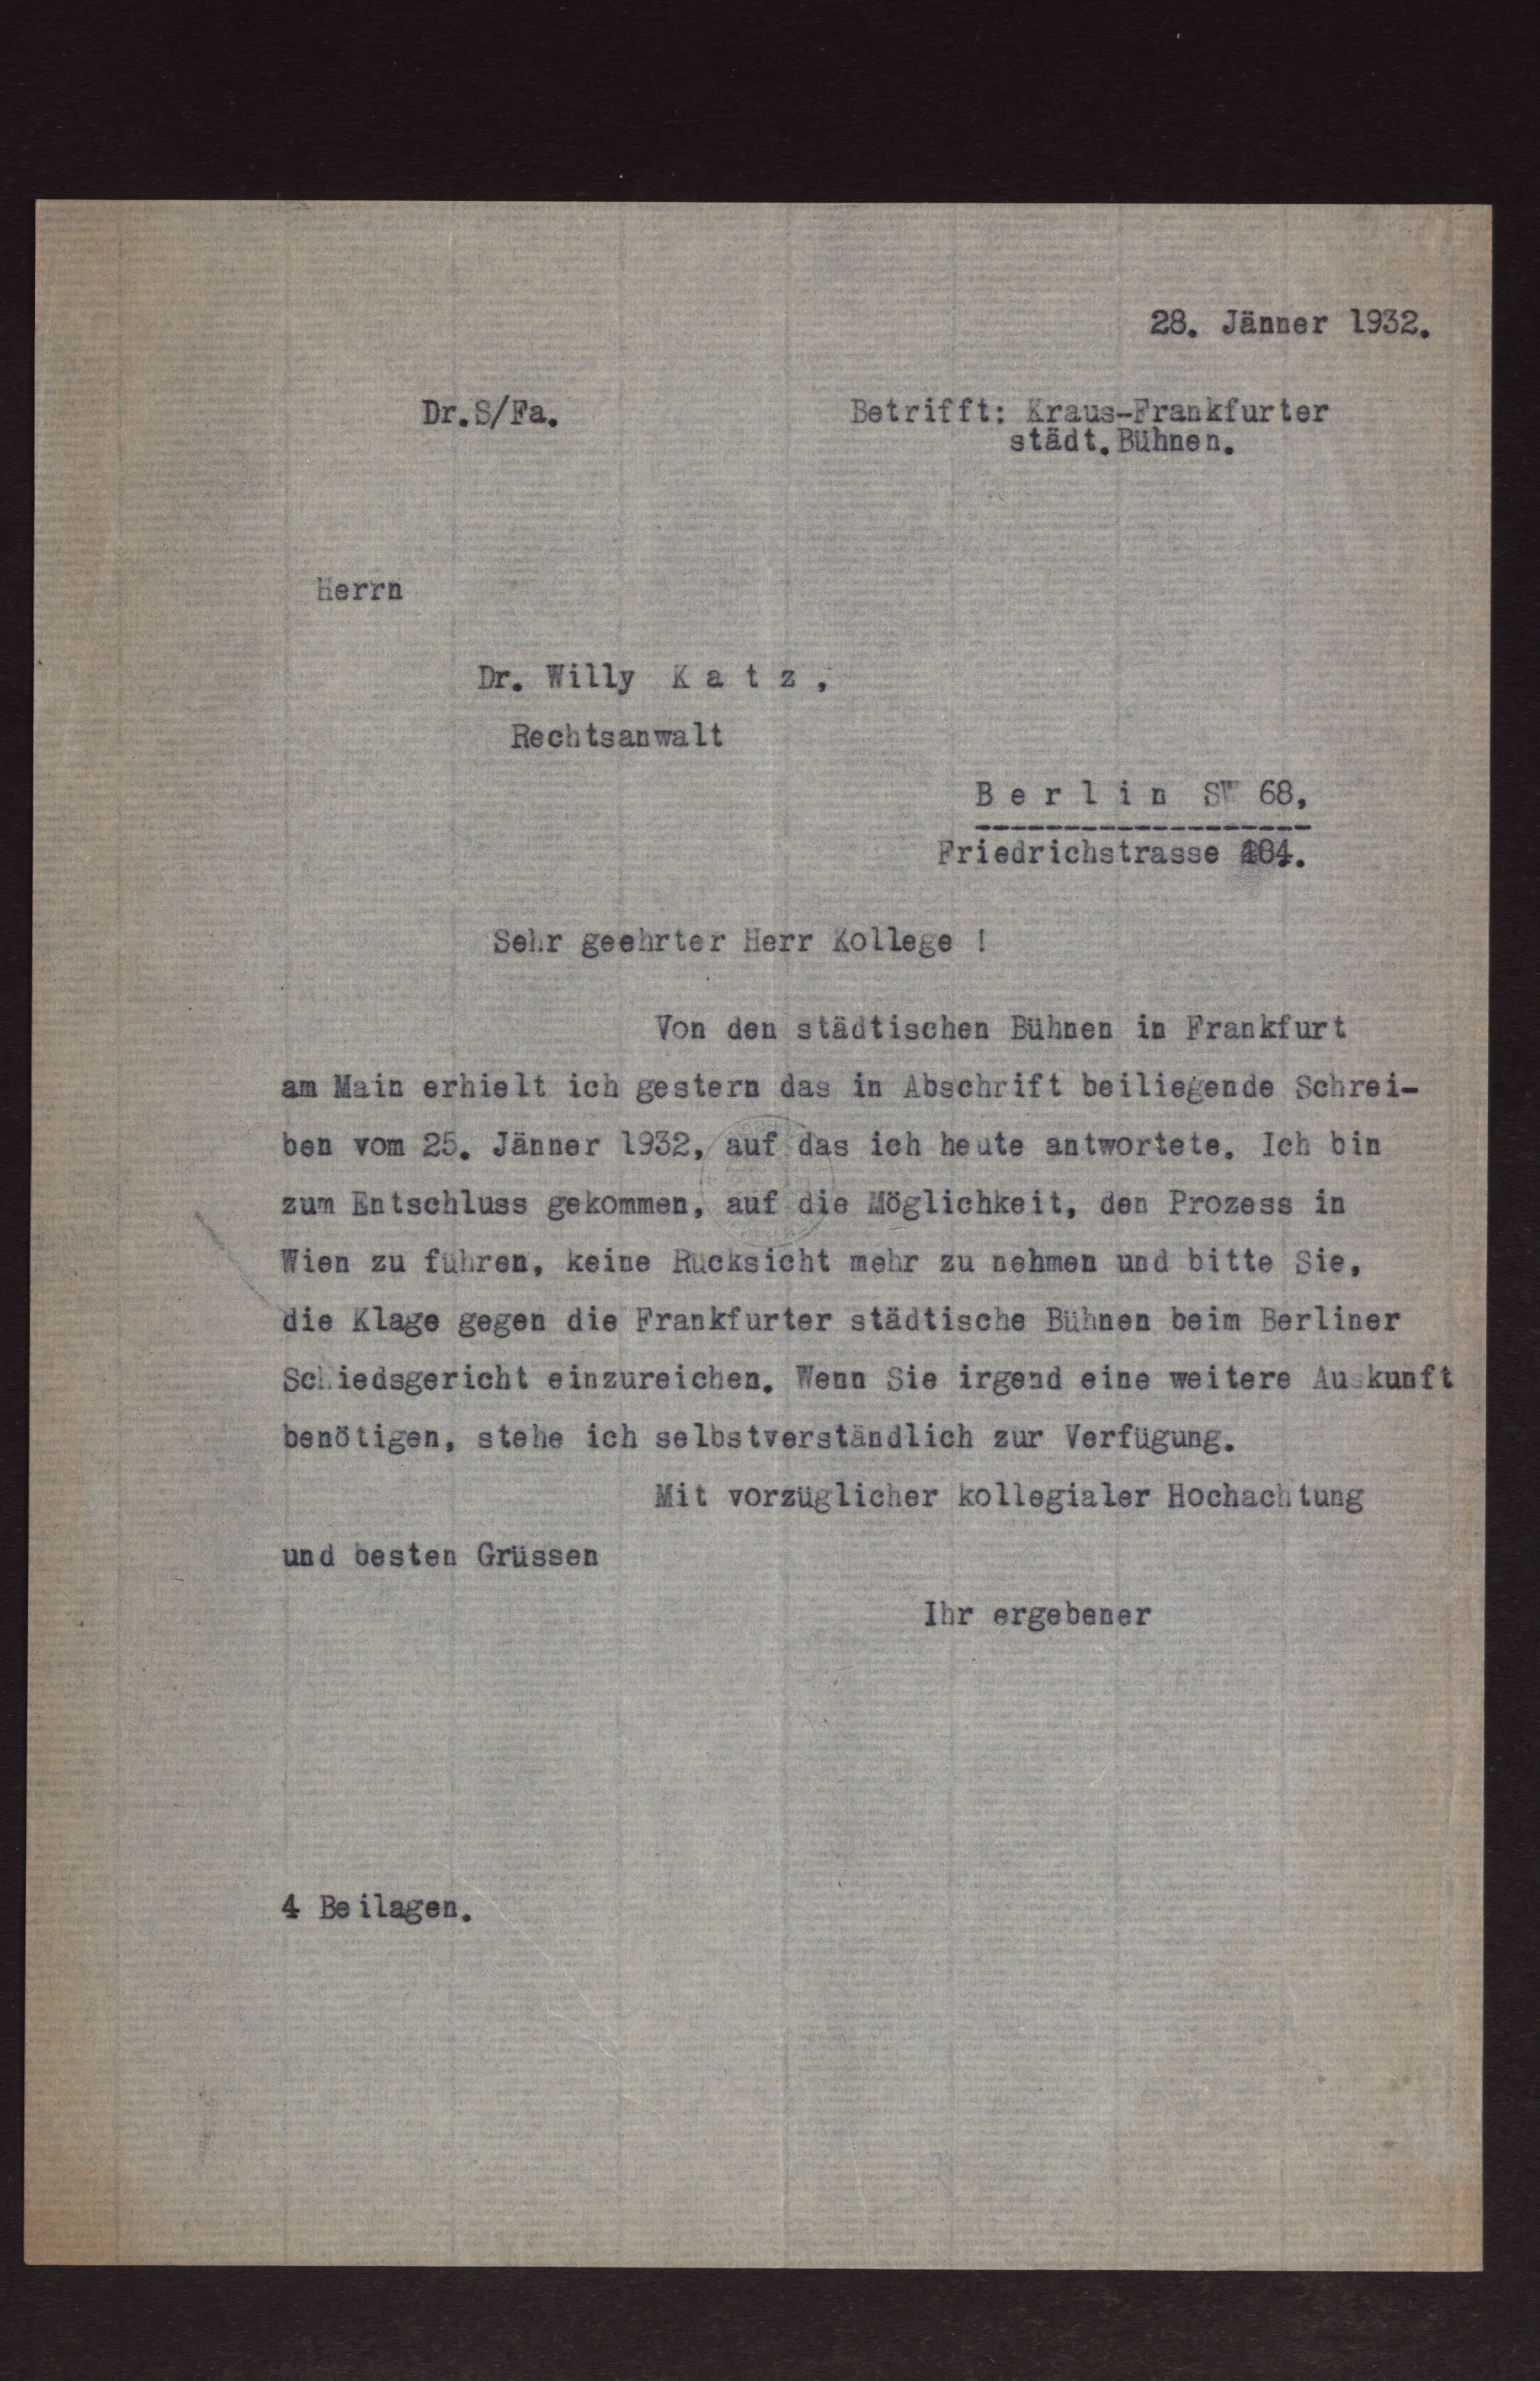 28. Jänner 1932.
Dr.S/Fa.
Betrifft: Kraus-Frankfurter
städt.Bühnen.
Herrn
Dr. Willy K a t z ,
Rechtsanwalt
B e r l i n SW 68,
Friedrichstrasse
Sehr geehrter Herr Kollege !
Von den städtischen Bühnen in Frankfurt
am Main erhielt ich gestern das in Abschrift beiliegende Schrei-
ben vom 25. Jänner 1932, auf das ich heute antwortete. Ich bin
zum Entschluss gekommen, auf die Möglichkeit, den Prozess in
Wien zu führen, keine Rücksicht mehr zu nehmen und bitte Sie,
die Klage gegen die Frankfurter städtische Bühnen beim Berliner
Schiedsgericht einzureichen. Wenn Sie irgend eine weitere Auskunft
benötigen, stehe ich selbstverständlich zur Verfügung.
Mit vorzüglicher kollegialer Hochachtung
und besten Grüssen
Ihr ergebener
4 Beilagen.